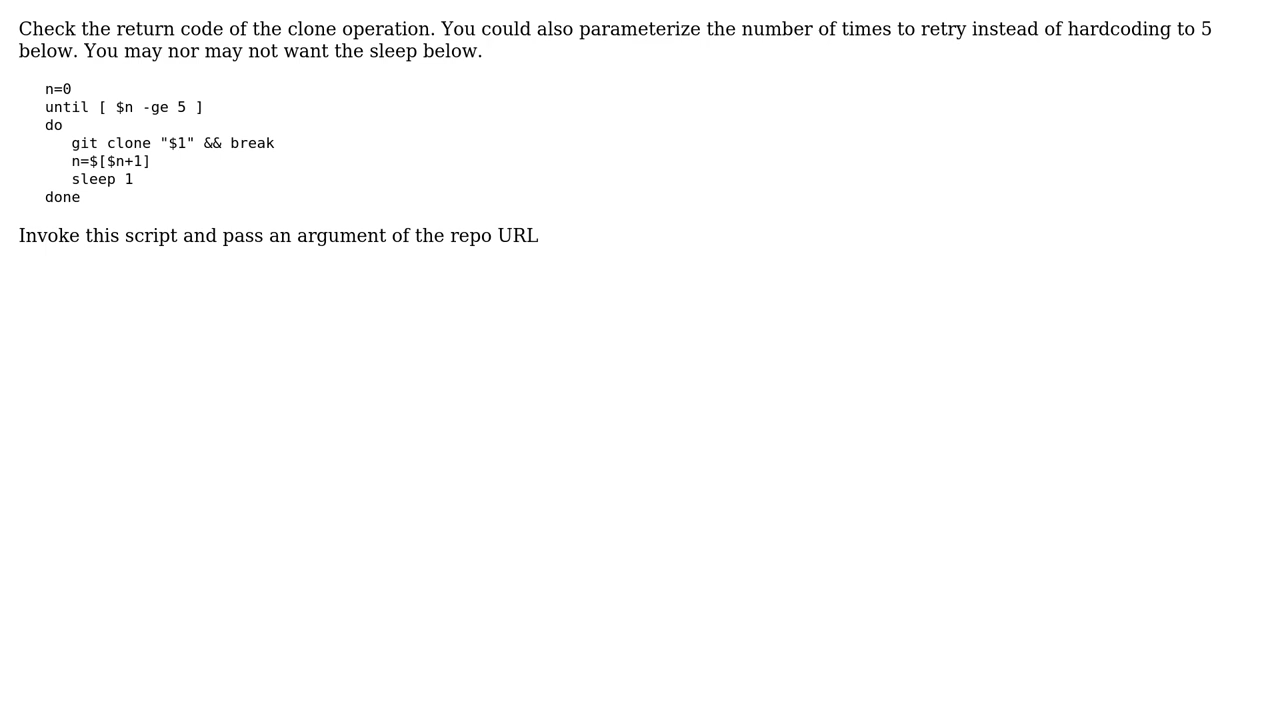 Check the return code of the clone operation. You could also parameterize the number of times to retry instead of hardcoding to 5
below. You may nor may not want the sleep below.
n=0
until [ $n -ge 5 ]
do
   git clone "$1" && break
   n=$[$n+1]
   sleep 1
done
Invoke this script and pass an argument of the repo URL